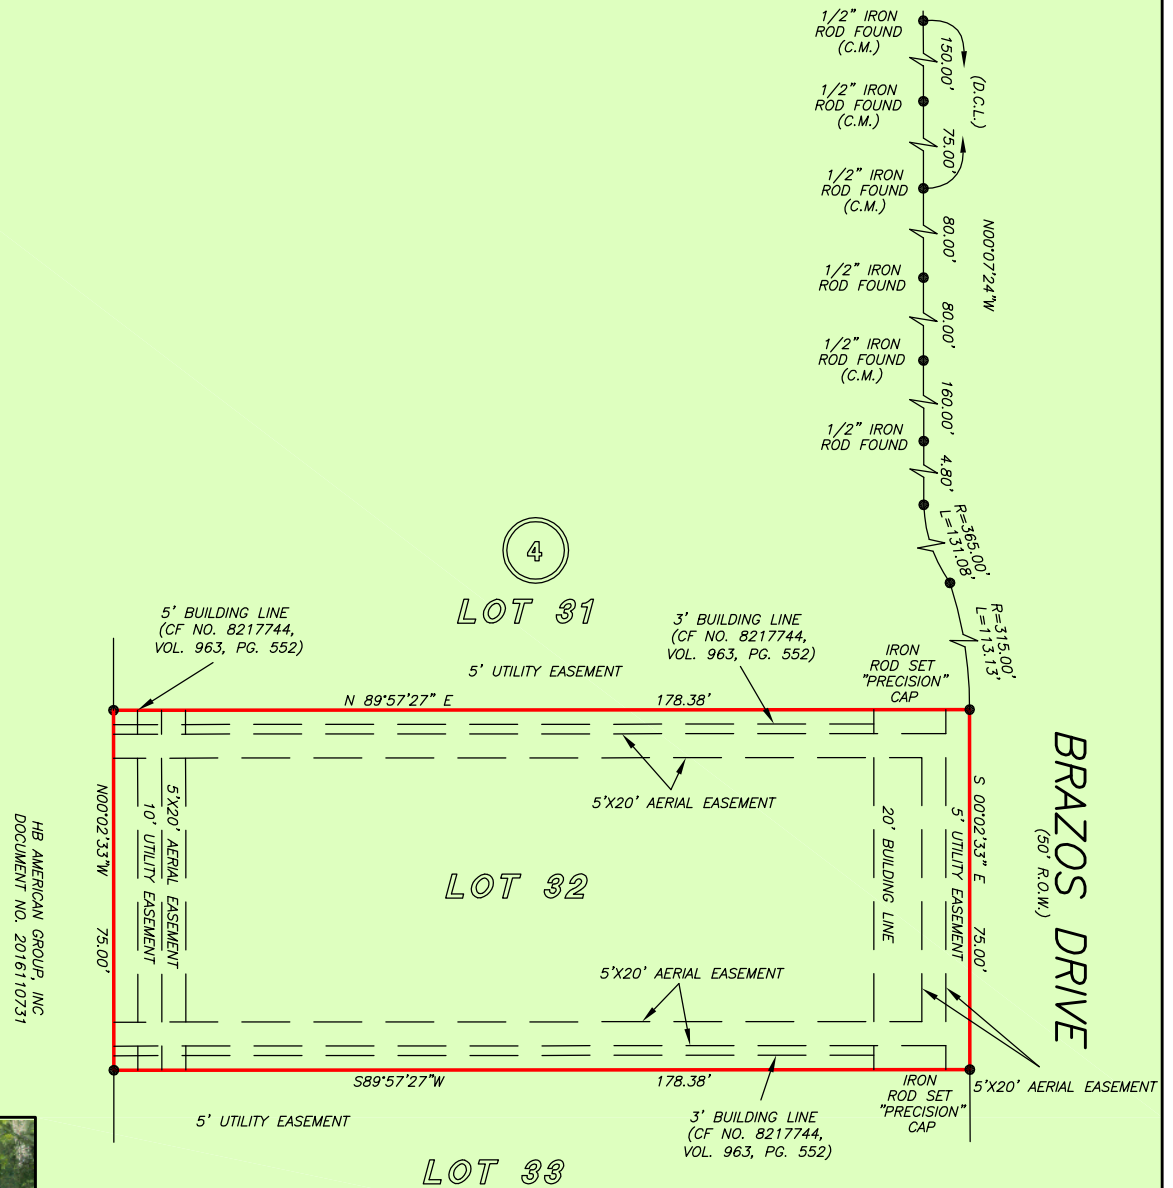 1/2" IRON
ROD FOUND
(C.M.)
150.00'
(D.C.L.)
1/2" IRON
ROD FOUND
(C.M.)
75.00'
1/2" IRON
ROD FOUND
(C.M.)
80.00'
N00°07'24"W
1/2" IRON
ROD FOUND
80.00'
1/2" IRON
ROD FOUND
(C.M.)
160.00'
1/2" IRON
ROD FOUND
4.80'
R=365.00'
L=131.08'
R=315.00'
L=113.13'
4
LOT 31
5' BUILDING LINE
(CF NO. 8217744,
VOL. 963, PG. 552)
3' BUILDING LINE
(CF NO. 8217744,
VOL. 963, PG. 552)
IRON
ROD SET
"PRECISION"
CAP
5' UTILITY EASEMENT
N 89°57'27" E
178.38'
BRAZOS DRIVE
(50' R.O.W.)
S 00°02'33" E
75.00'
5' UTILITY EASEMENT
20' BUILDING LINE
5'X20' AERIAL EASEMENT
5'X20' AERIAL EASEMENT
10' UTILITY EASEMENT
N00°02'33"W
75.00'
HB AMERICAN GROUP, INC
DOCUMENT NO. 2016110731
LOT 32
5'X20' AERIAL EASEMENT
5'X20' AERIAL EASEMENT
S89°57'27"W
178.38'
IRON
ROD SET
"PRECISION"
CAP
5' UTILITY EASEMENT
3' BUILDING LINE
(CF NO. 8217744,
VOL. 963, PG. 552)
LOT 33